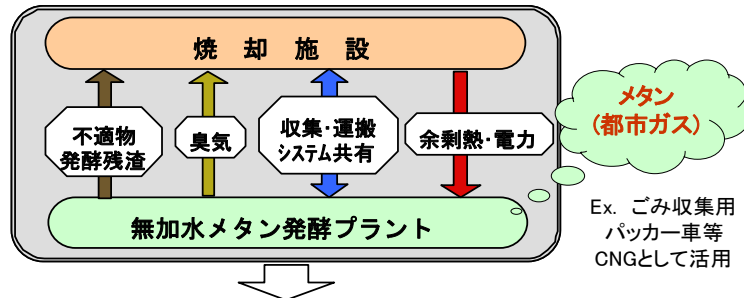 焼 却 施 設
不適物
発酵残渣
臭気
収集・運搬
システム共有
余剰熱・電力
メタン
(都市ガス)
無加水メタン発酵プラント
Ex. ごみ収集用
パッカー車等
CNGとして活用